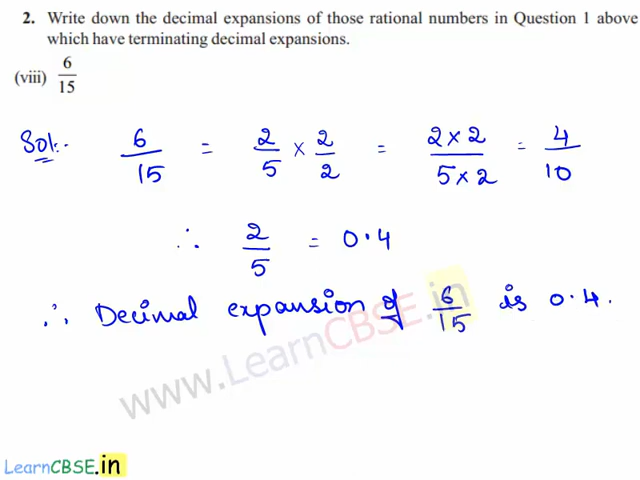 2. Write down the decimal expansions of those rational numbers in Question 1 above
which have terminating decimal expansions.
(viii) 6/15
Sol:- 6/15 = 2/5 × 2/2 = 2×2/5×2 = 4/10
∴ 2/5 = 0.4
∴ Decimal expansion of 6/15 is 0.4.
www.LearnCBSE.in
LearnCBSE.in